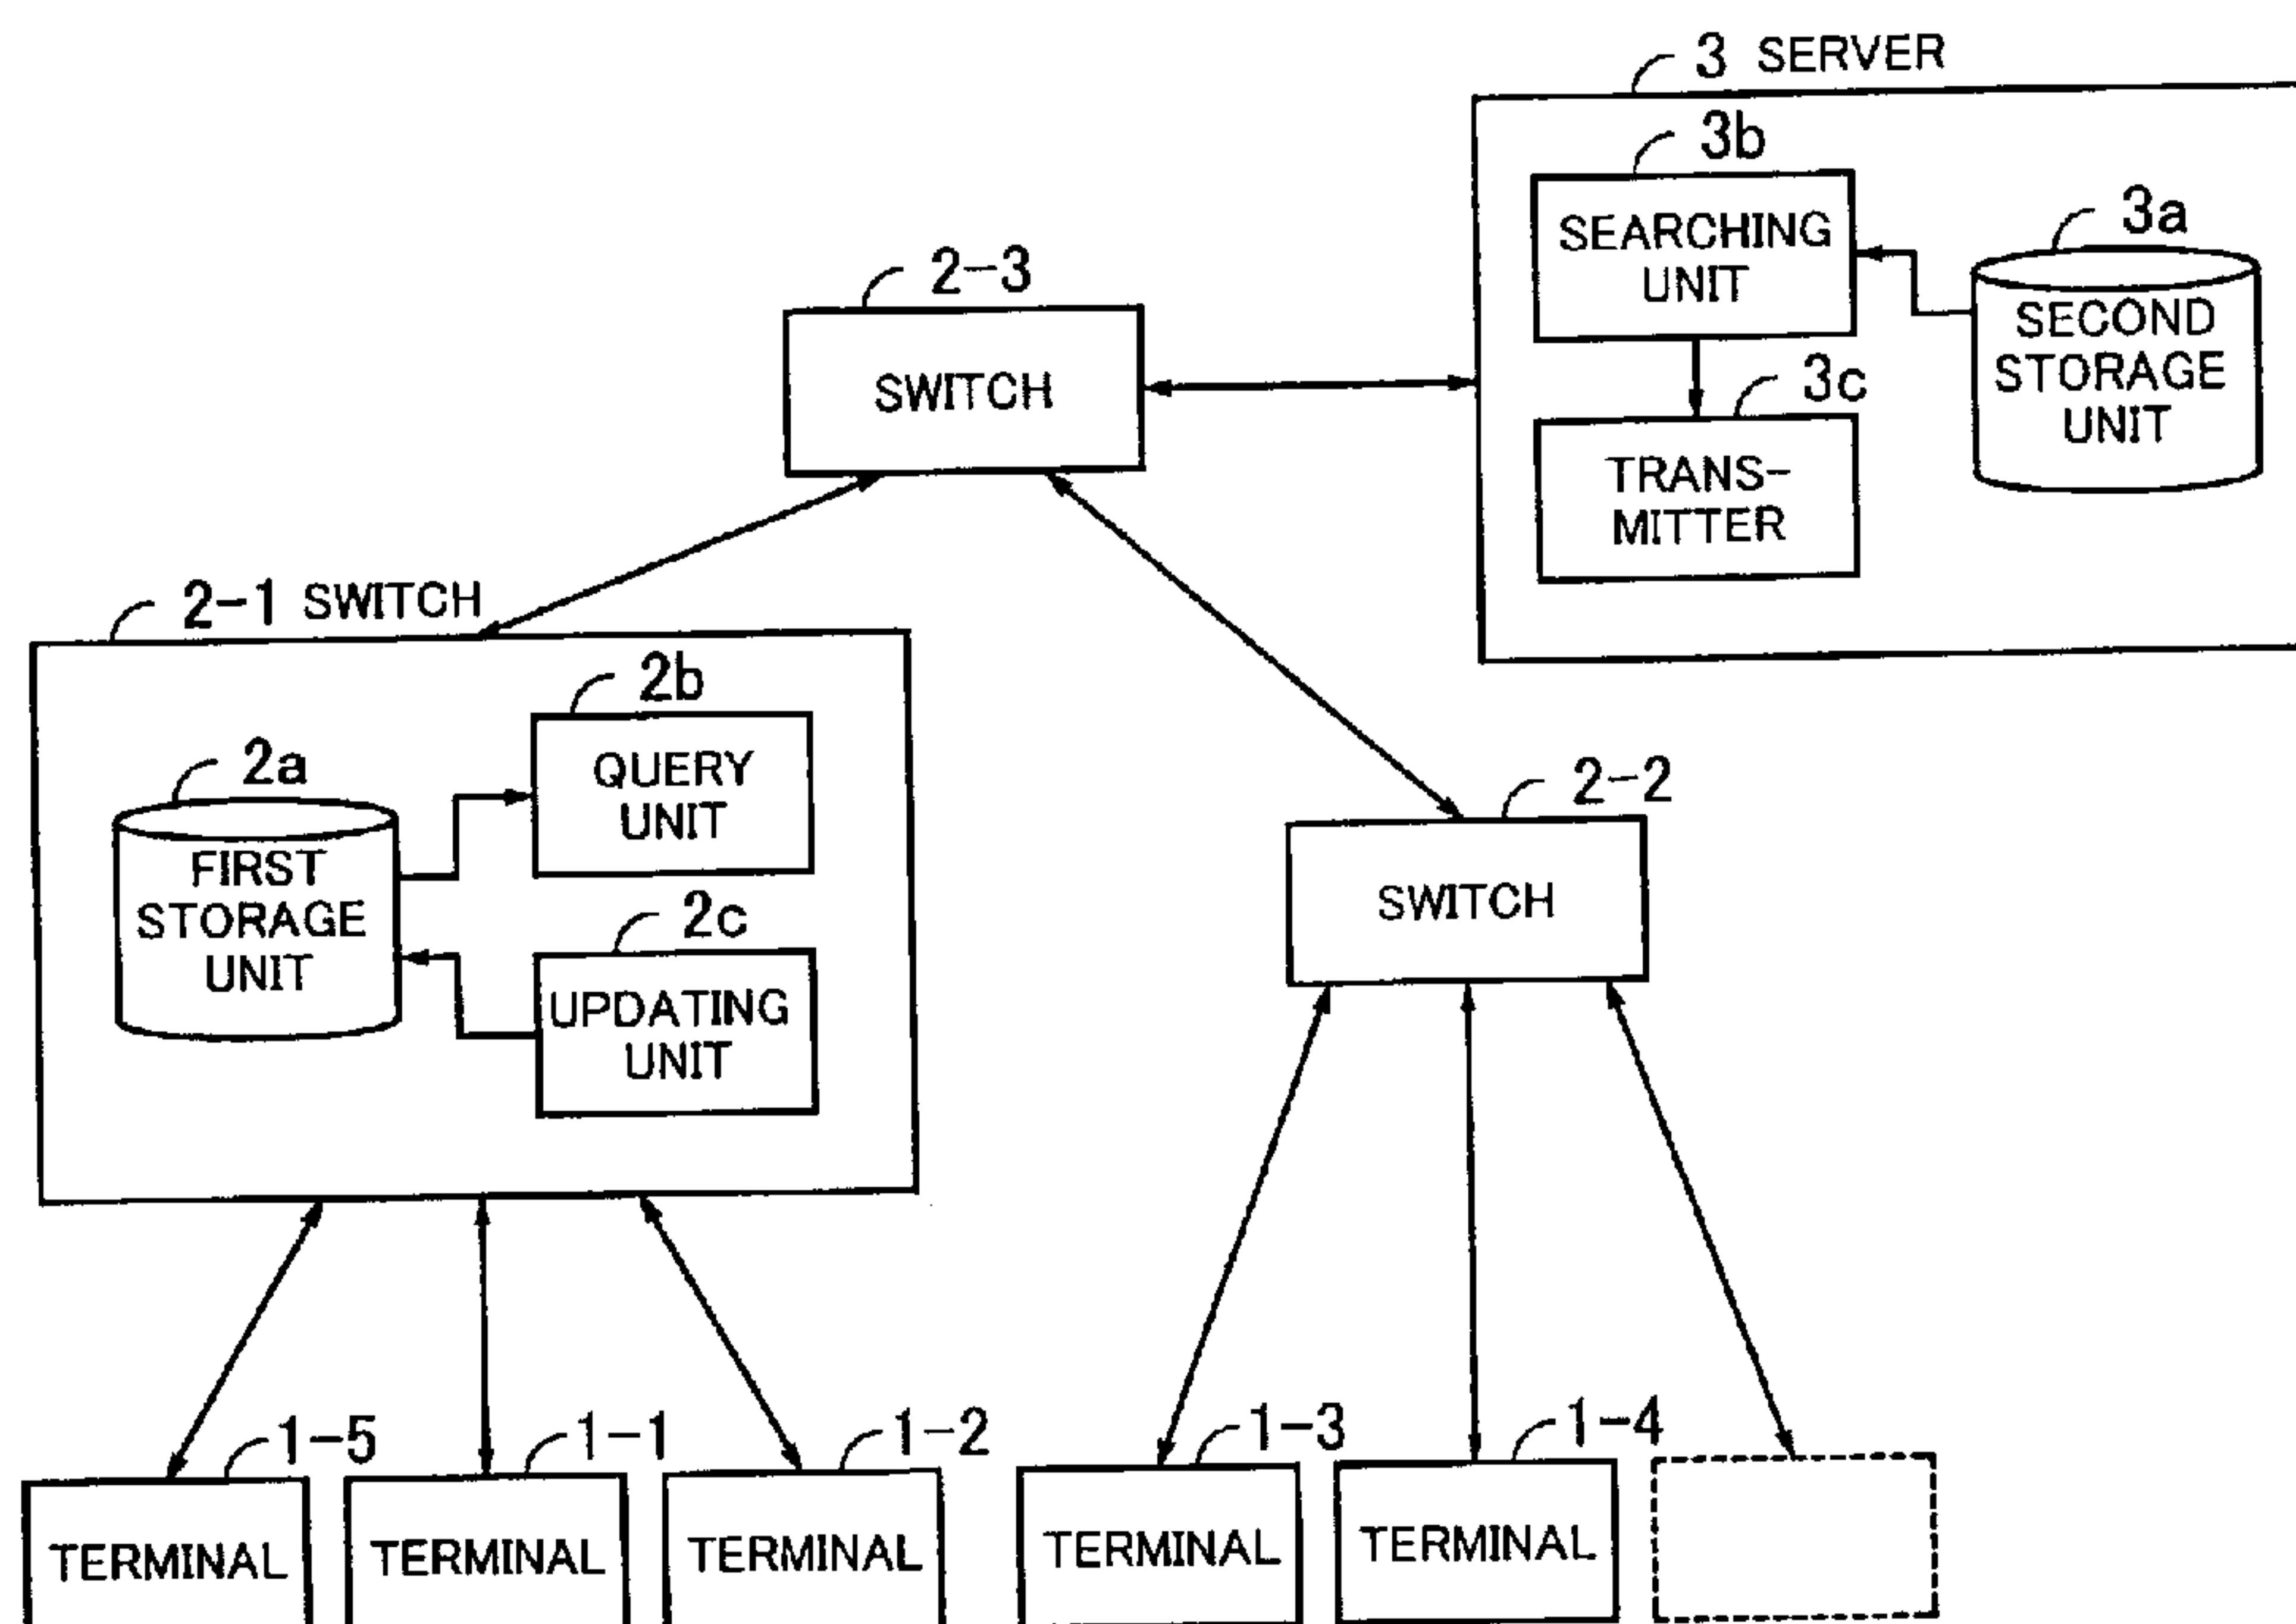 3 SERVER
3b
SEARCHING
UNIT
3a
SECOND
STORAGE
UNIT
3c
TRANS-
MITTER
2-3
SWITCH
2-1 SWITCH
2b
QUERY
UNIT
2a
FIRST
STORAGE
UNIT
2c
UPDATING
UNIT
2-2
SWITCH
1-5
TERMINAL
1-1
TERMINAL
1-2
TERMINAL
1-3
TERMINAL
1-4
TERMINAL